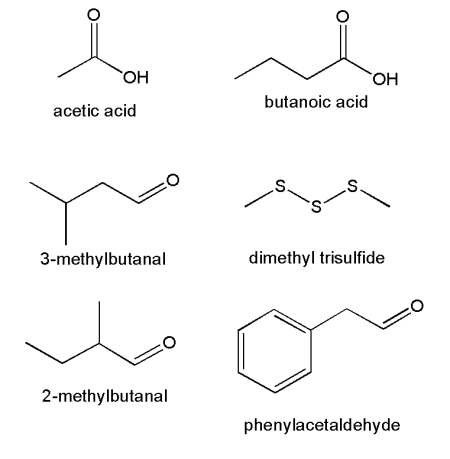 O
OH
acetic acid
O
OH
butanoic acid
O
3-methylbutanal
S
S
S
dimethyl trisulfide
O
2-methylbutanal
O
phenylacetaldehyde